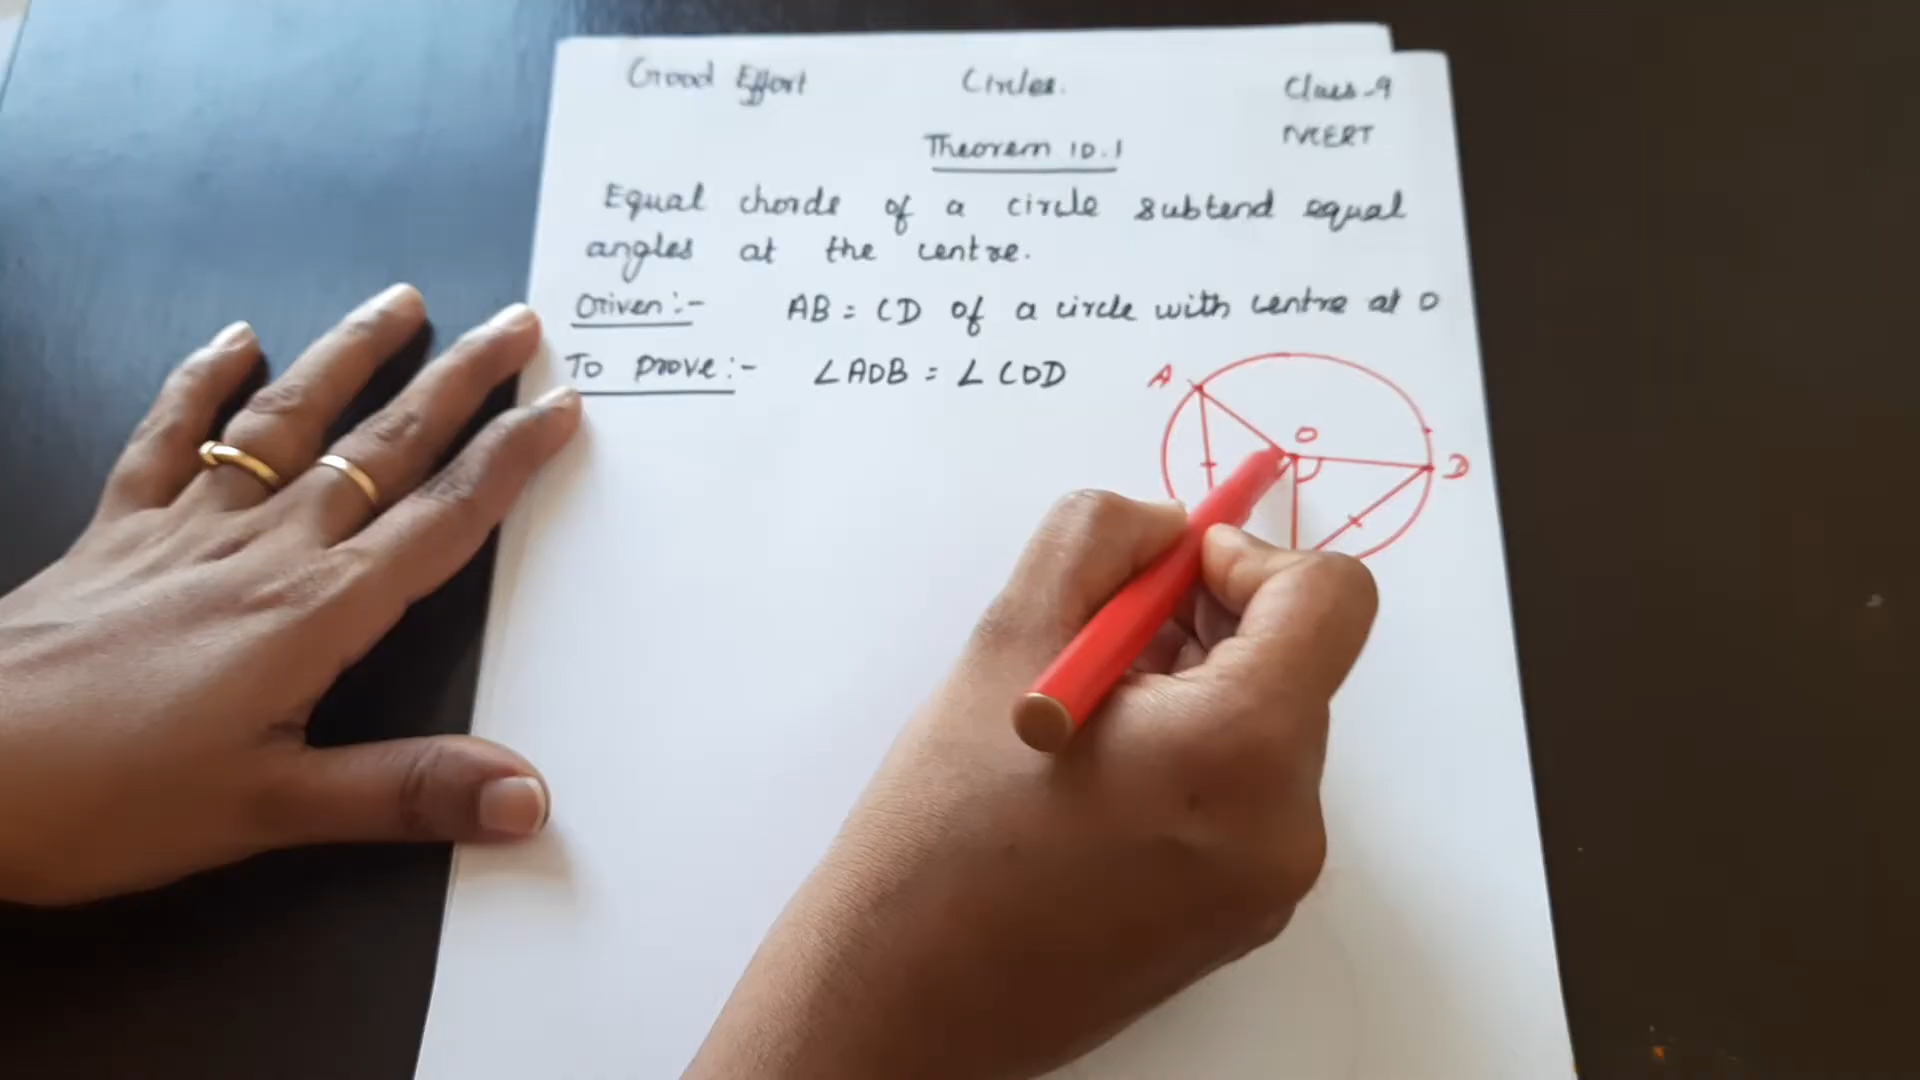 Good Effort Circles. Class-9
NCERT
Theorem 10.1
Equal chords of a circle subtend equal
angles at the centre.
Given:- AB = CD of a circle with centre at O
To prove:- ∠AOB = ∠COD
A
O
D